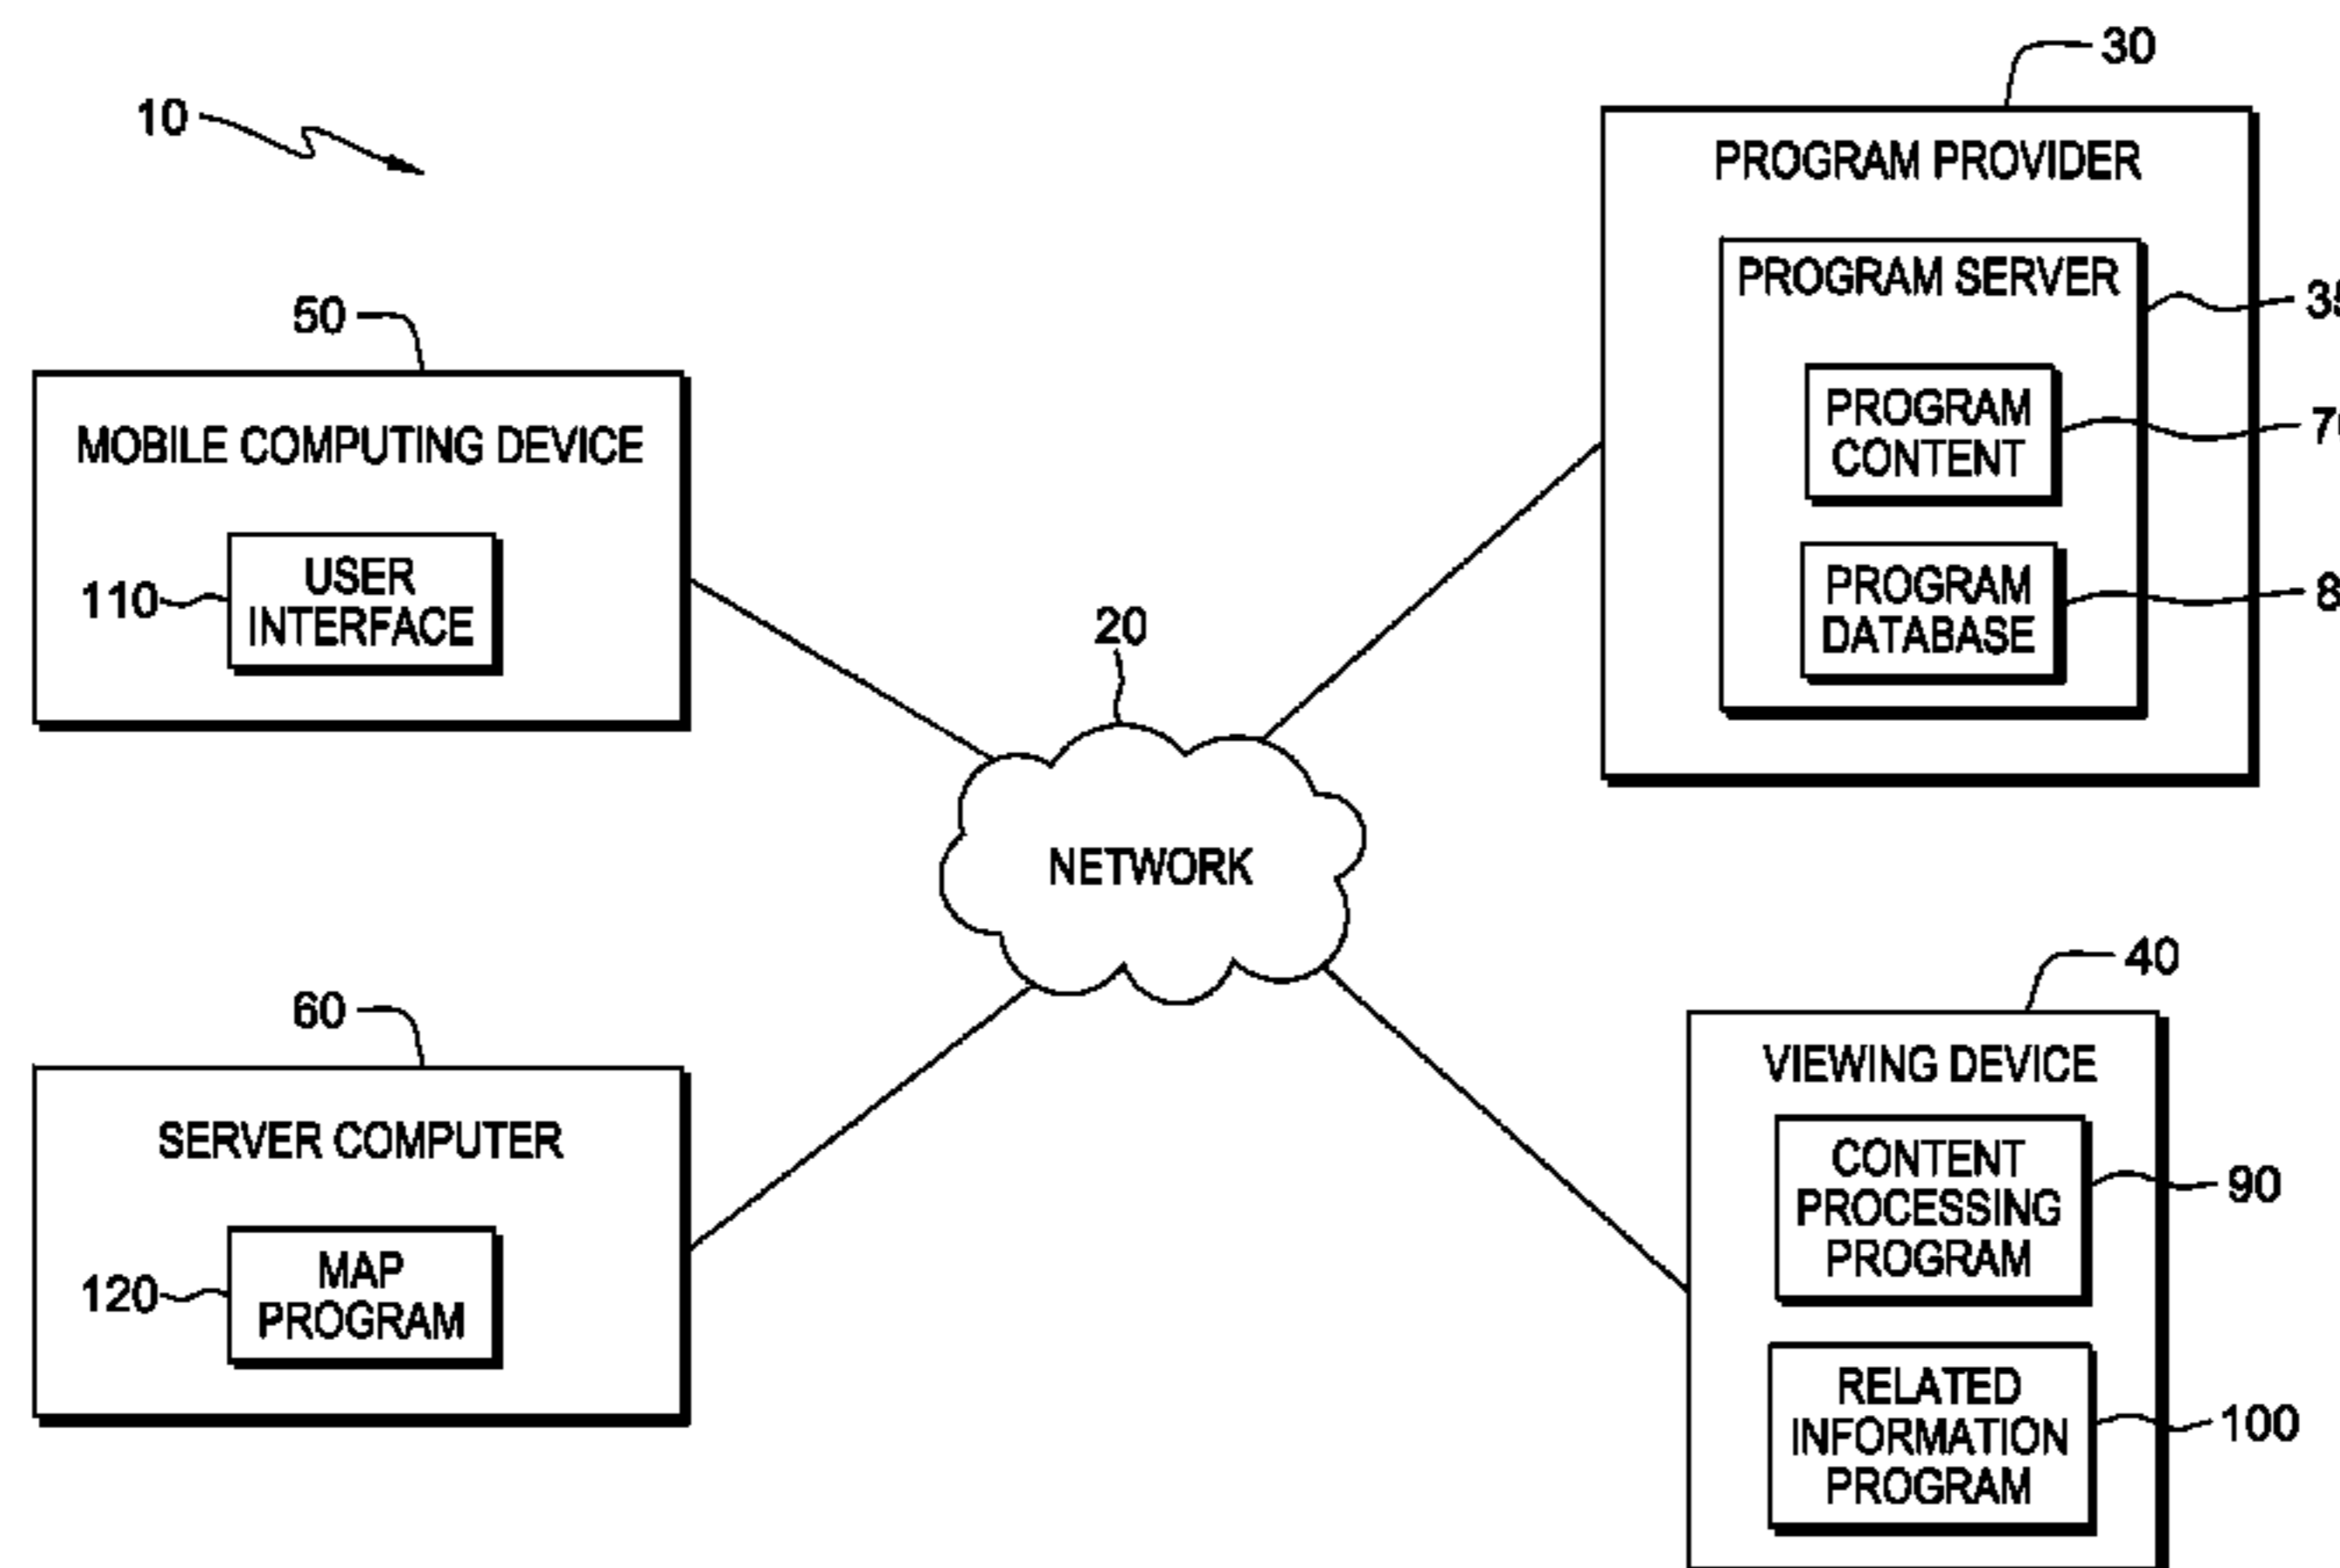 10
30
PROGRAM PROVIDER
PROGRAM SERVER
PROGRAM
CONTENT
PROGRAM
DATABASE
50
MOBILE COMPUTING DEVICE
110
USER
INTERFACE
20
NETWORK
60
SERVER COMPUTER
120
MAP
PROGRAM
40
VIEWING DEVICE
CONTENT
PROCESSING
PROGRAM
90
RELATED
INFORMATION
PROGRAM
100